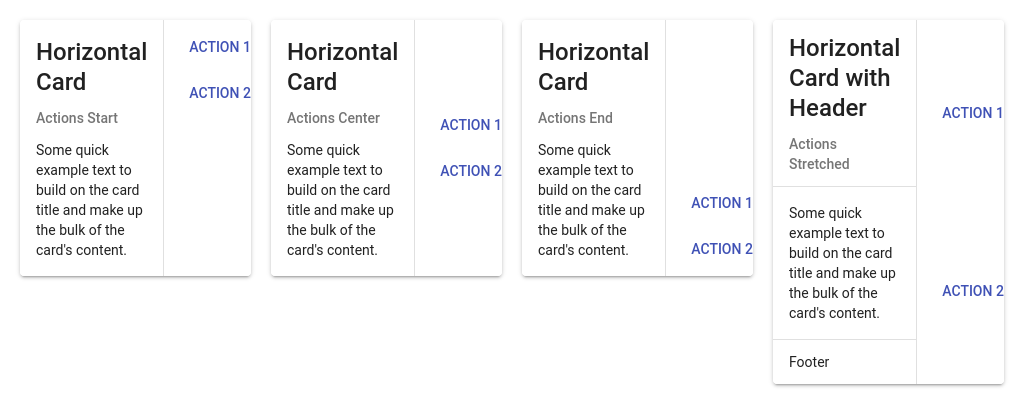 Horizontal
Card
Actions Start
Some quick
example text to
build on the card
title and make up
the bulk of the
card's content.
ACTION 1
ACTION 2
Horizontal
Card
Actions Center
Some quick
example text to
build on the card
title and make up
the bulk of the
card's content.
ACTION 1
ACTION 2
Horizontal
Card
Actions End
Some quick
example text to
build on the card
title and make up
the bulk of the
card's content.
ACTION 1
ACTION 2
Horizontal
Card with
Header
Actions
Stretched
Some quick
example text to
build on the card
title and make up
the bulk of the
card's content.
Footer
ACTION 1
ACTION 2